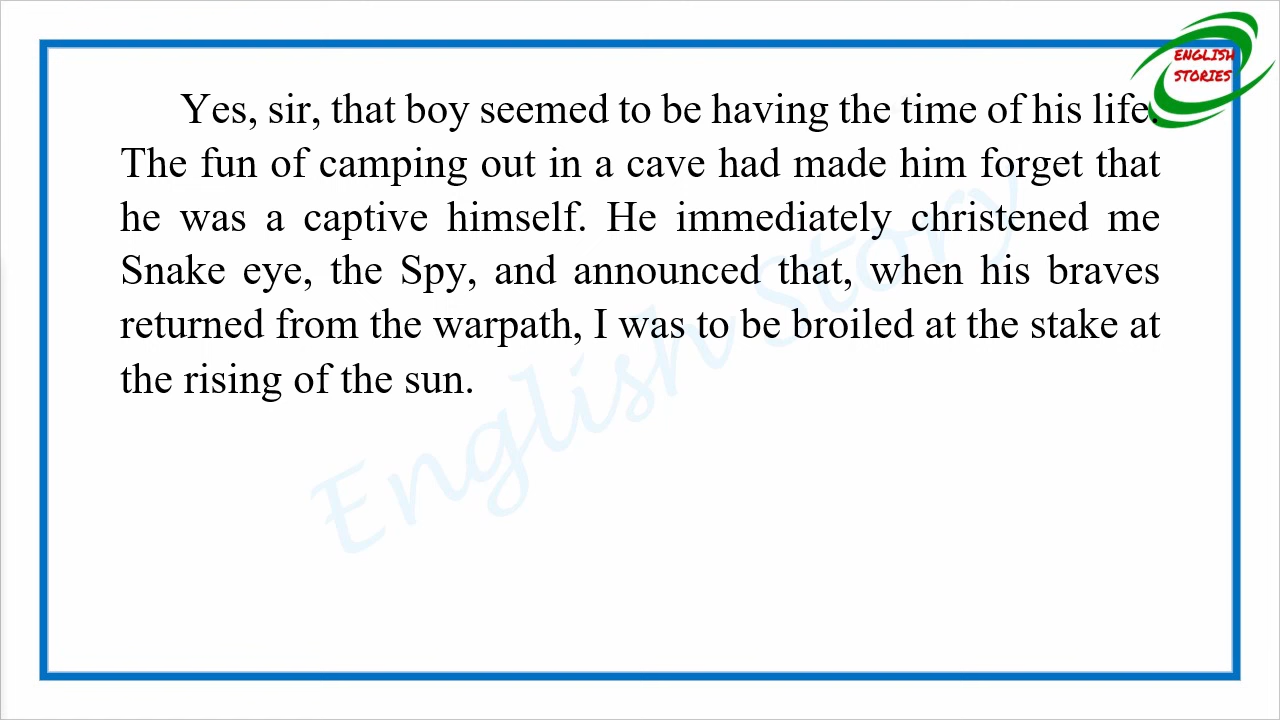 ENGLISH
STORIES
Yes, sir, that boy seemed to be having the time of his life.
The fun of camping out in a cave had made him forget that
he was a captive himself. He immediately christened me
Snake eye, the Spy, and announced that, when his braves
returned from the warpath, I was to be broiled at the stake at
the rising of the sun.
English Story